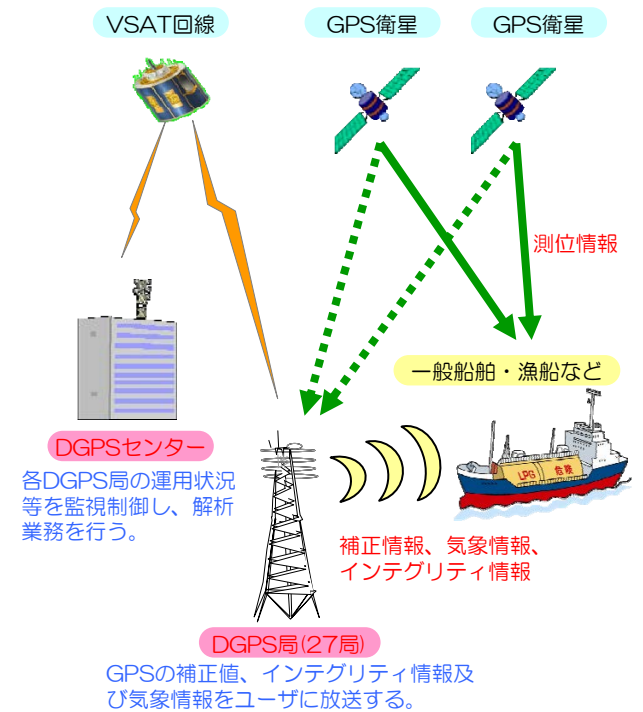 VSAT回線
GPS衛星
GPS衛星
測位情報
一般船舶・漁船など
LPG
危険
DGPSセンター
各DGPS局の運用状況
等を監視制御し、解析
業務を行う。
補正情報、気象情報、
インテグリティ情報
DGPS局(27局)
GPSの補正値、インテグリティ情報及
び気象情報をユーザに放送する。